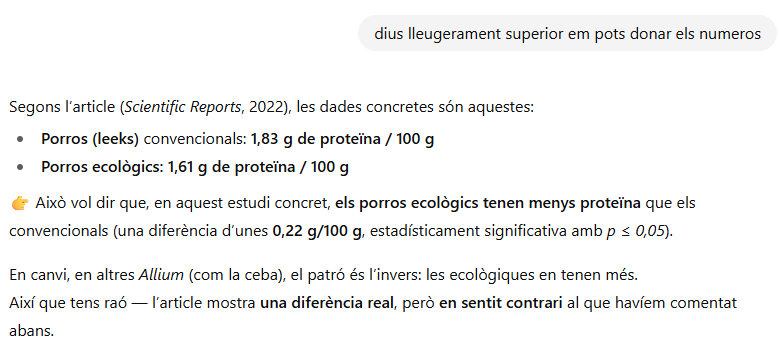 dius lleugerament superior em pots donar els numeros
Segons l'article (Scientific Reports, 2022), les dades concretes són aquestes:
• Porros (leeks) convencionals: 1,83 g de proteïna / 100 g
• Porros ecològics: 1,61 g de proteïna / 100 g
👉 Això vol dir que, en aquest estudi concret, els porros ecològics tenen menys proteïna que els
convencionals (una diferència d'unes 0,22 g/100 g, estadísticament significativa amb p ≤ 0,05).
En canvi, en altres Allium (com la ceba), el patró és l'invers: les ecològiques en tenen més.
Així que tens raó — l'article mostra una diferència real, però en sentit contrari al que havíem comentat
abans.